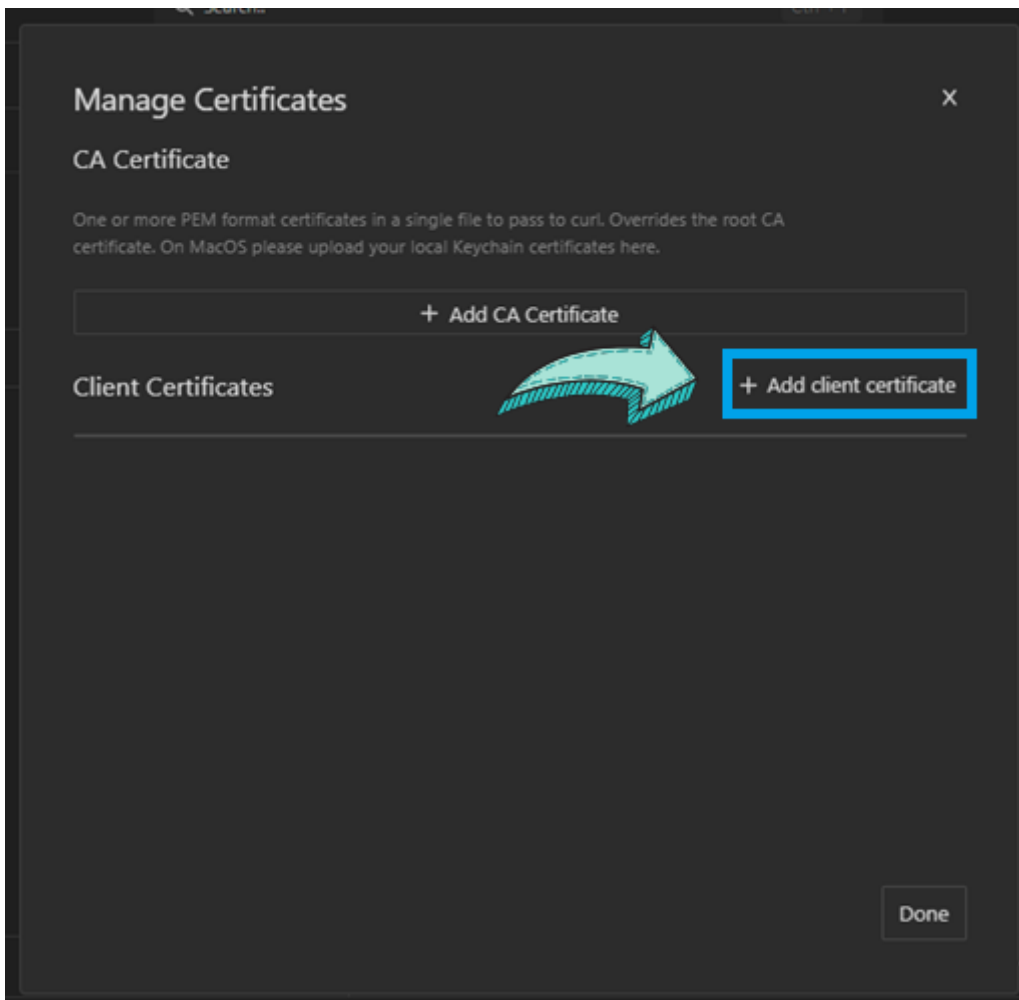 Search...
Manage Certificates
X
CA Certificate
One or more PEM format certificates in a single file to pass to curl. Overrides the root CA
certificate. On MacOS please upload your local Keychain certificates here.
+ Add CA Certificate
Client Certificates
+ Add client certificate
Done